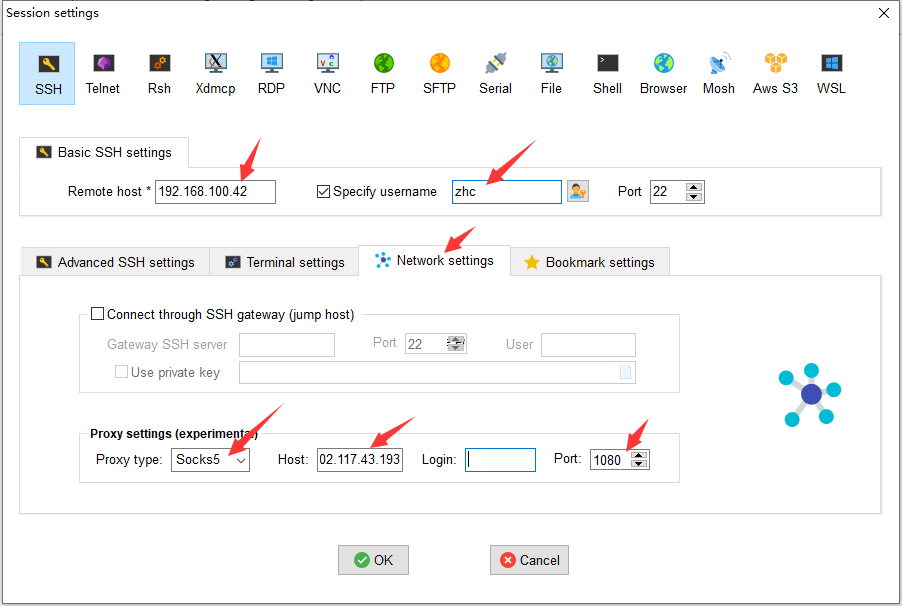 Session settings
SSH Telnet Rsh Xdmcp RDP VNC FTP SFTP Serial File Shell Browser Mosh Aws S3 WSL
Basic SSH settings
Remote host * 192.168.100.42 Specify username zhc Port 22
Advanced SSH settings Terminal settings Network settings Bookmark settings
Connect through SSH gateway (jump host)
Gateway SSH server Port 22 User
Use private key
Proxy settings (experimental)
Proxy type: Socks5 Host: 02.117.43.193 Login: Port: 1080
OK Cancel